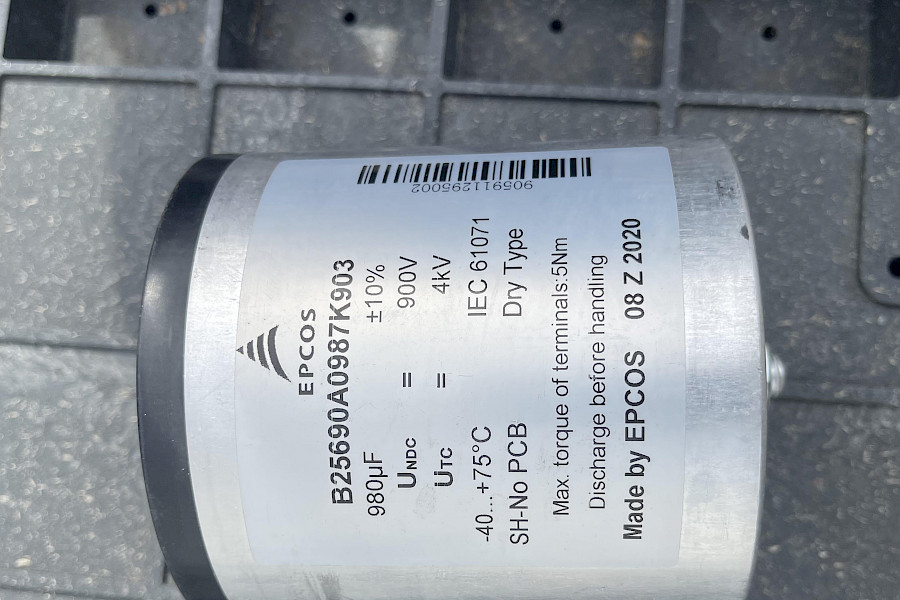 905911295002
EPCOS
B25690A0987K903
980µF ±10%
UNDC = 900V
UTC = 4kV
-40...+75°C IEC 61071
SH-No PCB Dry Type
Max. torque of terminals:5Nm
Discharge before handling
Made by EPCOS 08 Z 2020